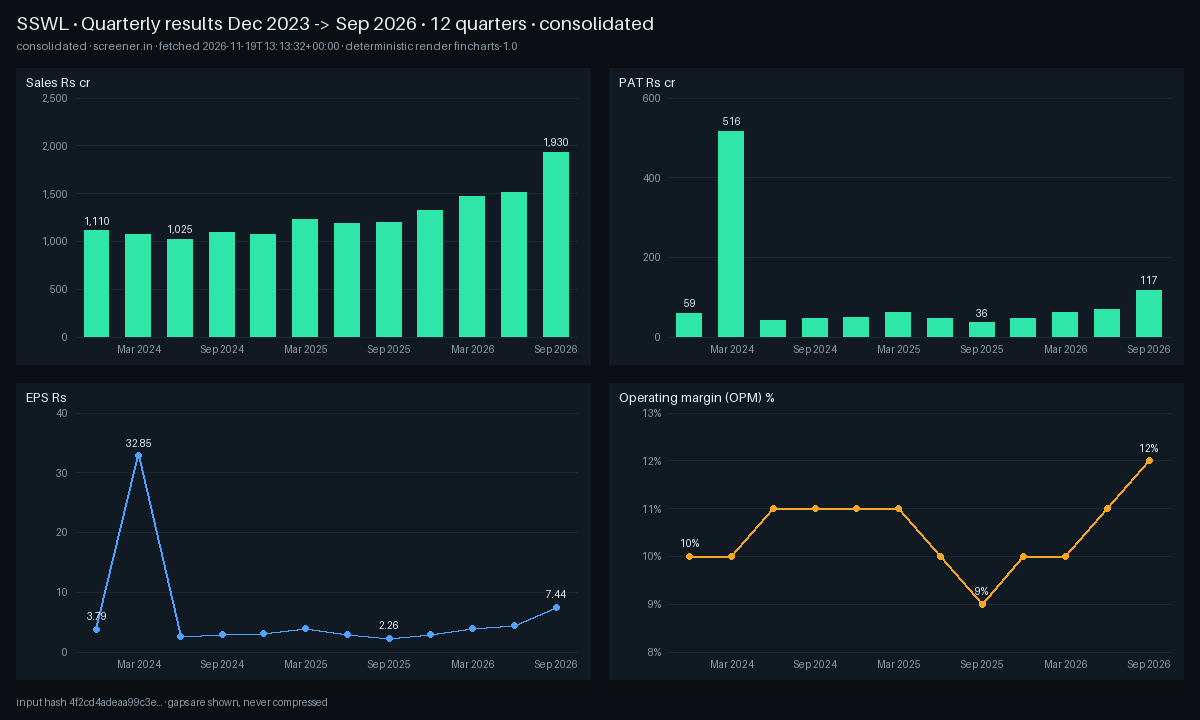 SSWL · Quarterly results Dec 2023 -> Sep 2026 · 12 quarters · consolidated
consolidated · screener.in · fetched 2026-11-19T13:13:32+00:00 · deterministic render fincharts-1.0
Sales Rs cr
2,500
2,000
1,500
1,000
500
0
1,110
1,025
1,930
Mar 2024
Sep 2024
Mar 2025
Sep 2025
Mar 2026
Sep 2026
PAT Rs cr
600
400
200
0
59
516
36
117
Mar 2024
Sep 2024
Mar 2025
Sep 2025
Mar 2026
Sep 2026
EPS Rs
40
30
20
10
0
3.79
32.85
2.26
7.44
Mar 2024
Sep 2024
Mar 2025
Sep 2025
Mar 2026
Sep 2026
Operating margin (OPM) %
13%
12%
11%
10%
9%
8%
10%
9%
12%
Mar 2024
Sep 2024
Mar 2025
Sep 2025
Mar 2026
Sep 2026
input hash 4f2cd4adeaa99c3e… · gaps are shown, never compressed